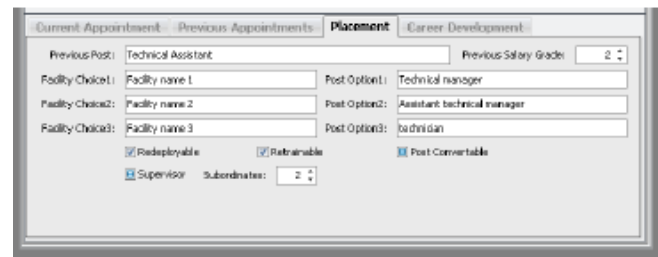 Current Appointment Previous Appointments Placement Career Development
Previous Post: Technical Assistant Previous Salary Grade: 2
Facility Choice1: Facility name 1 Post Option1: Technical manager
Facility Choice2: Facility name 2 Post Option2: Assistant technical manager
Facility Choice3: Facility name 3 Post Option3: technician
Redeployable Retrainable Post Convertable
Supervisor Subordinates: 2